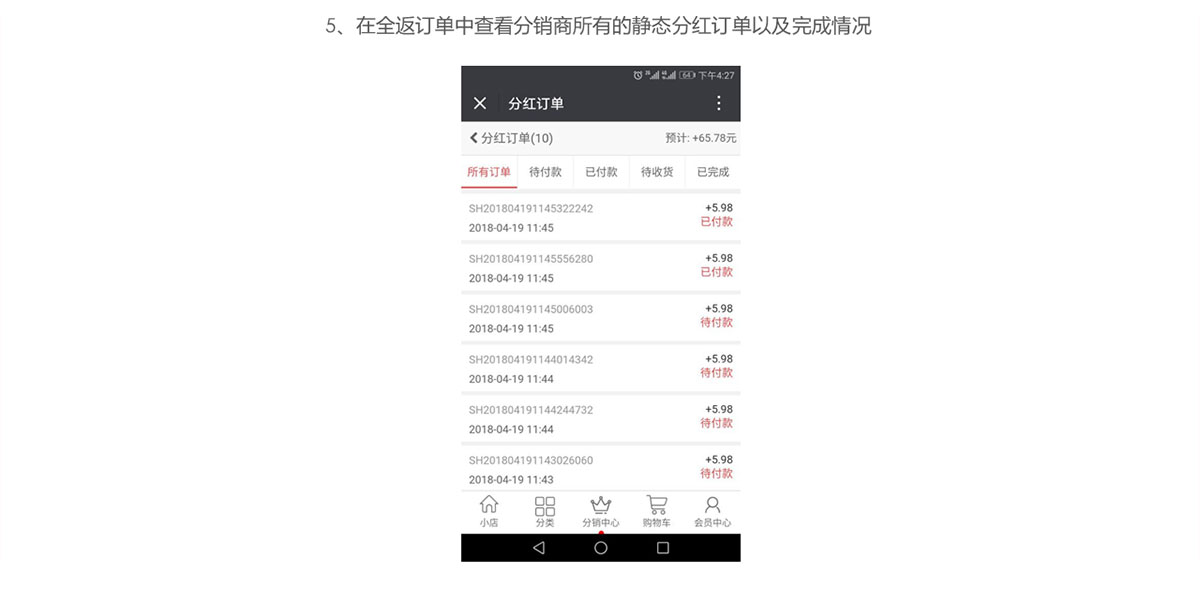 5、在全返订单中查看分销商所有的静态分红订单以及完成情况
64 下午4:27
分红订单
分红订单(10) 预计: +65.78元
所有订单 待付款 已付款 待收货 已完成
SH201804191145322242 +5.98
已付款
2018-04-19 11:45
SH201804191145556280 +5.98
已付款
2018-04-19 11:45
SH201804191145006003 +5.98
待付款
2018-04-19 11:45
SH201804191144014342 +5.98
待付款
2018-04-19 11:44
SH201804191144244732 +5.98
待付款
2018-04-19 11:44
SH201804191143026060 +5.98
待付款
2018-04-19 11:43
小店 分类 分销中心 购物车 会员中心